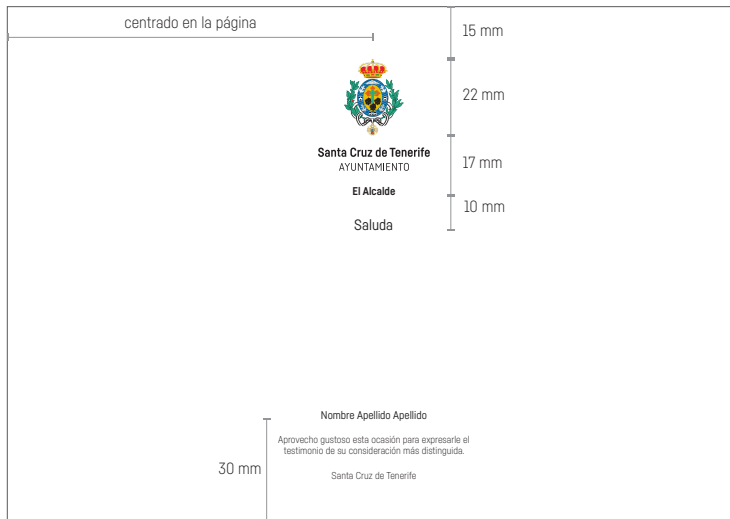 centrado en la página
15 mm
22 mm
Santa Cruz de Tenerife
AYUNTAMIENTO
17 mm
El Alcalde
10 mm
Saluda
Nombre Apellido Apellido
Aprovecho gustoso esta ocasión para expresarle el
testimonio de su consideración más distinguida.
30 mm
Santa Cruz de Tenerife